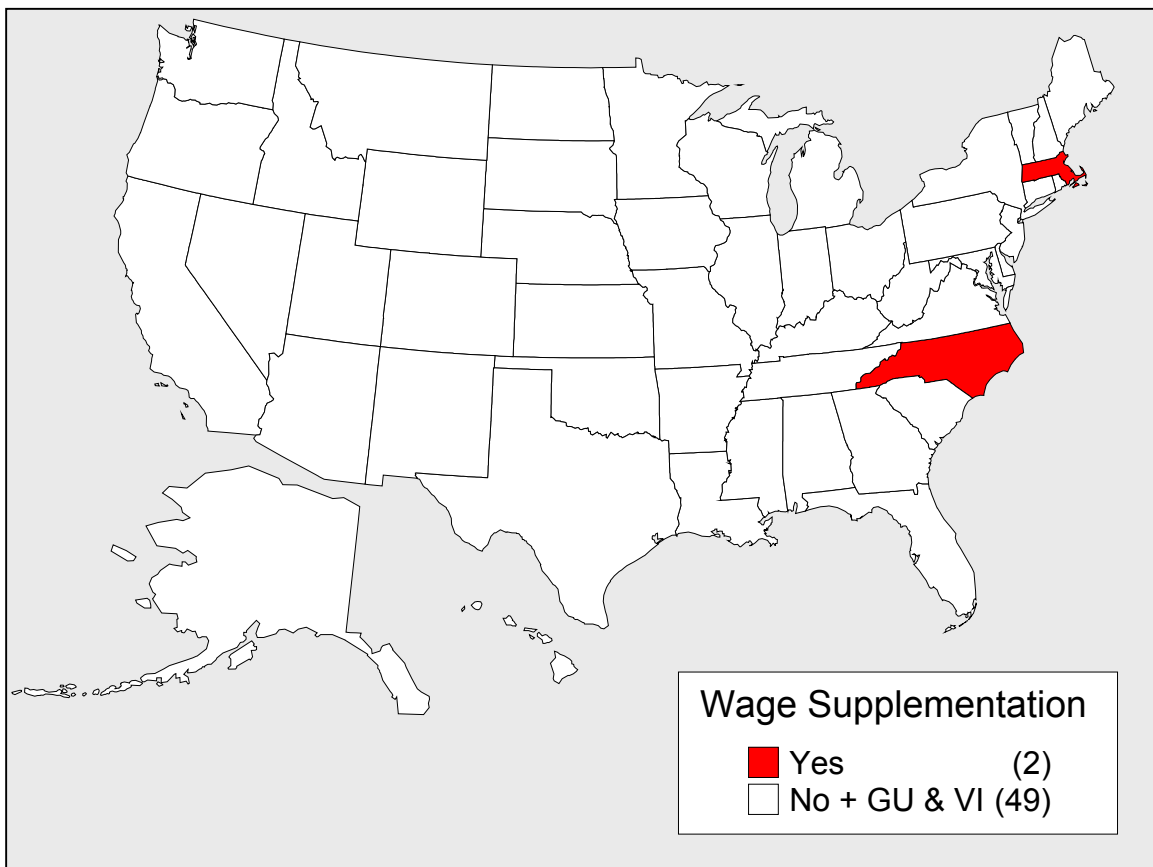 Wage Supplementation
Yes (2)
No + GU & VI (49)